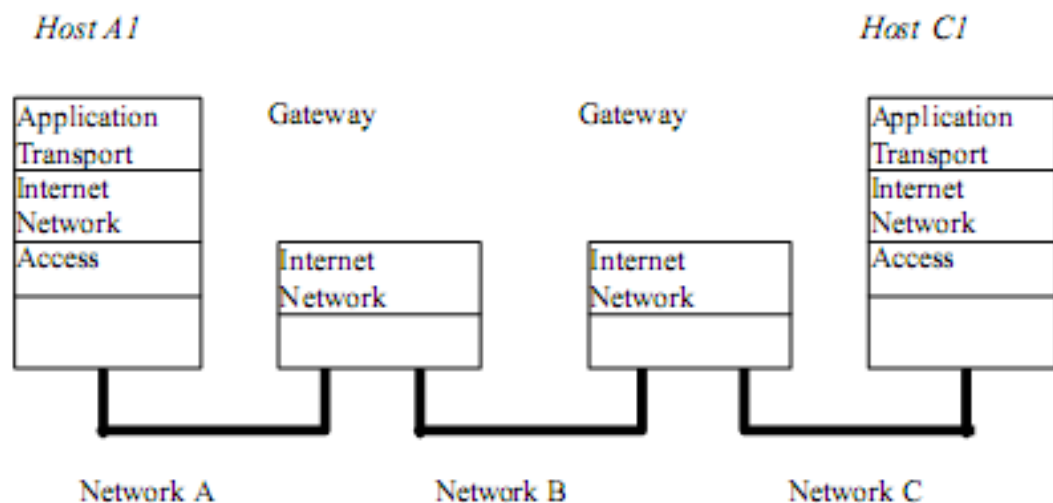 Host A1
Host C1
Gateway
Gateway
Application
Transport
Internet
Network
Access
Internet
Network
Internet
Network
Application
Transport
Internet
Network
Access
Network A
Network B
Network C